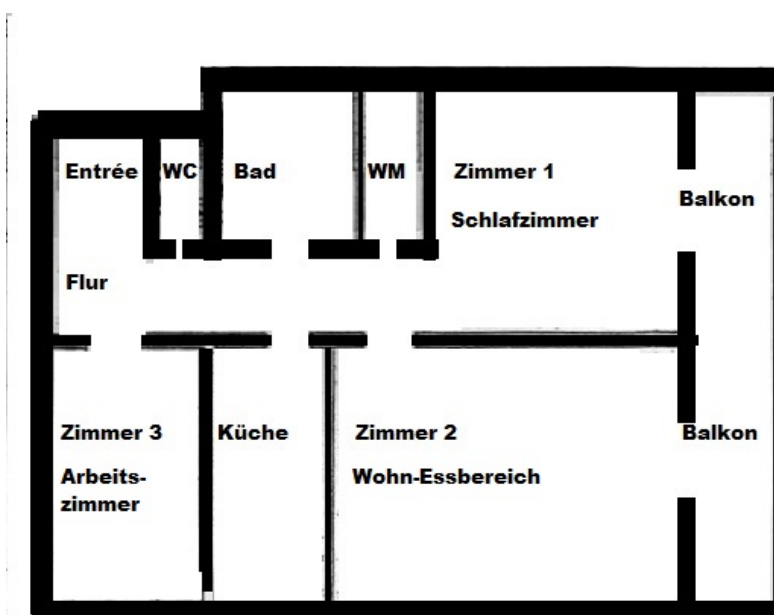 Entrée
WC
Bad
WM
Zimmer 1
Schlafzimmer
Balkon
Flur
Zimmer 3
Arbeits-
zimmer
Küche
Zimmer 2
Wohn-Essbereich
Balkon